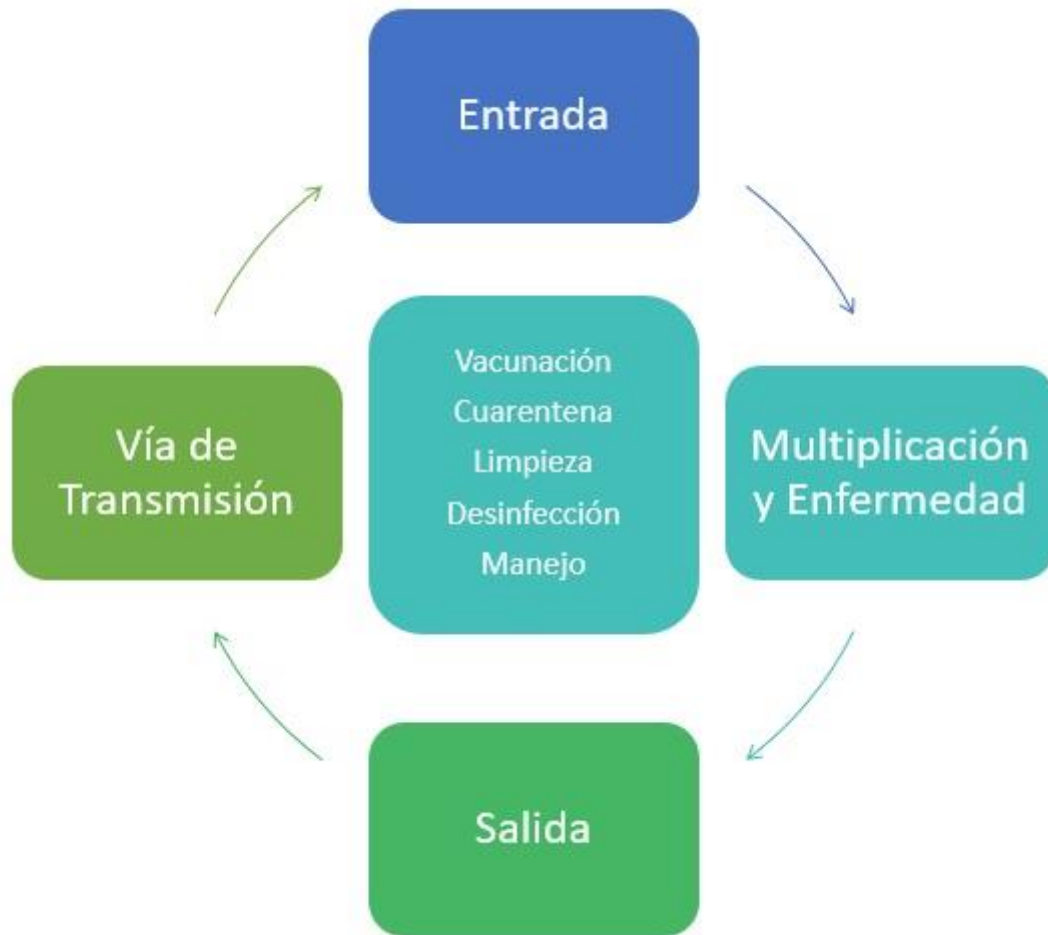 Entrada
Vía de
Transmisión
Vacunación
Cuarentena
Limpieza
Desinfección
Manejo
Multiplicación
y Enfermedad
Salida